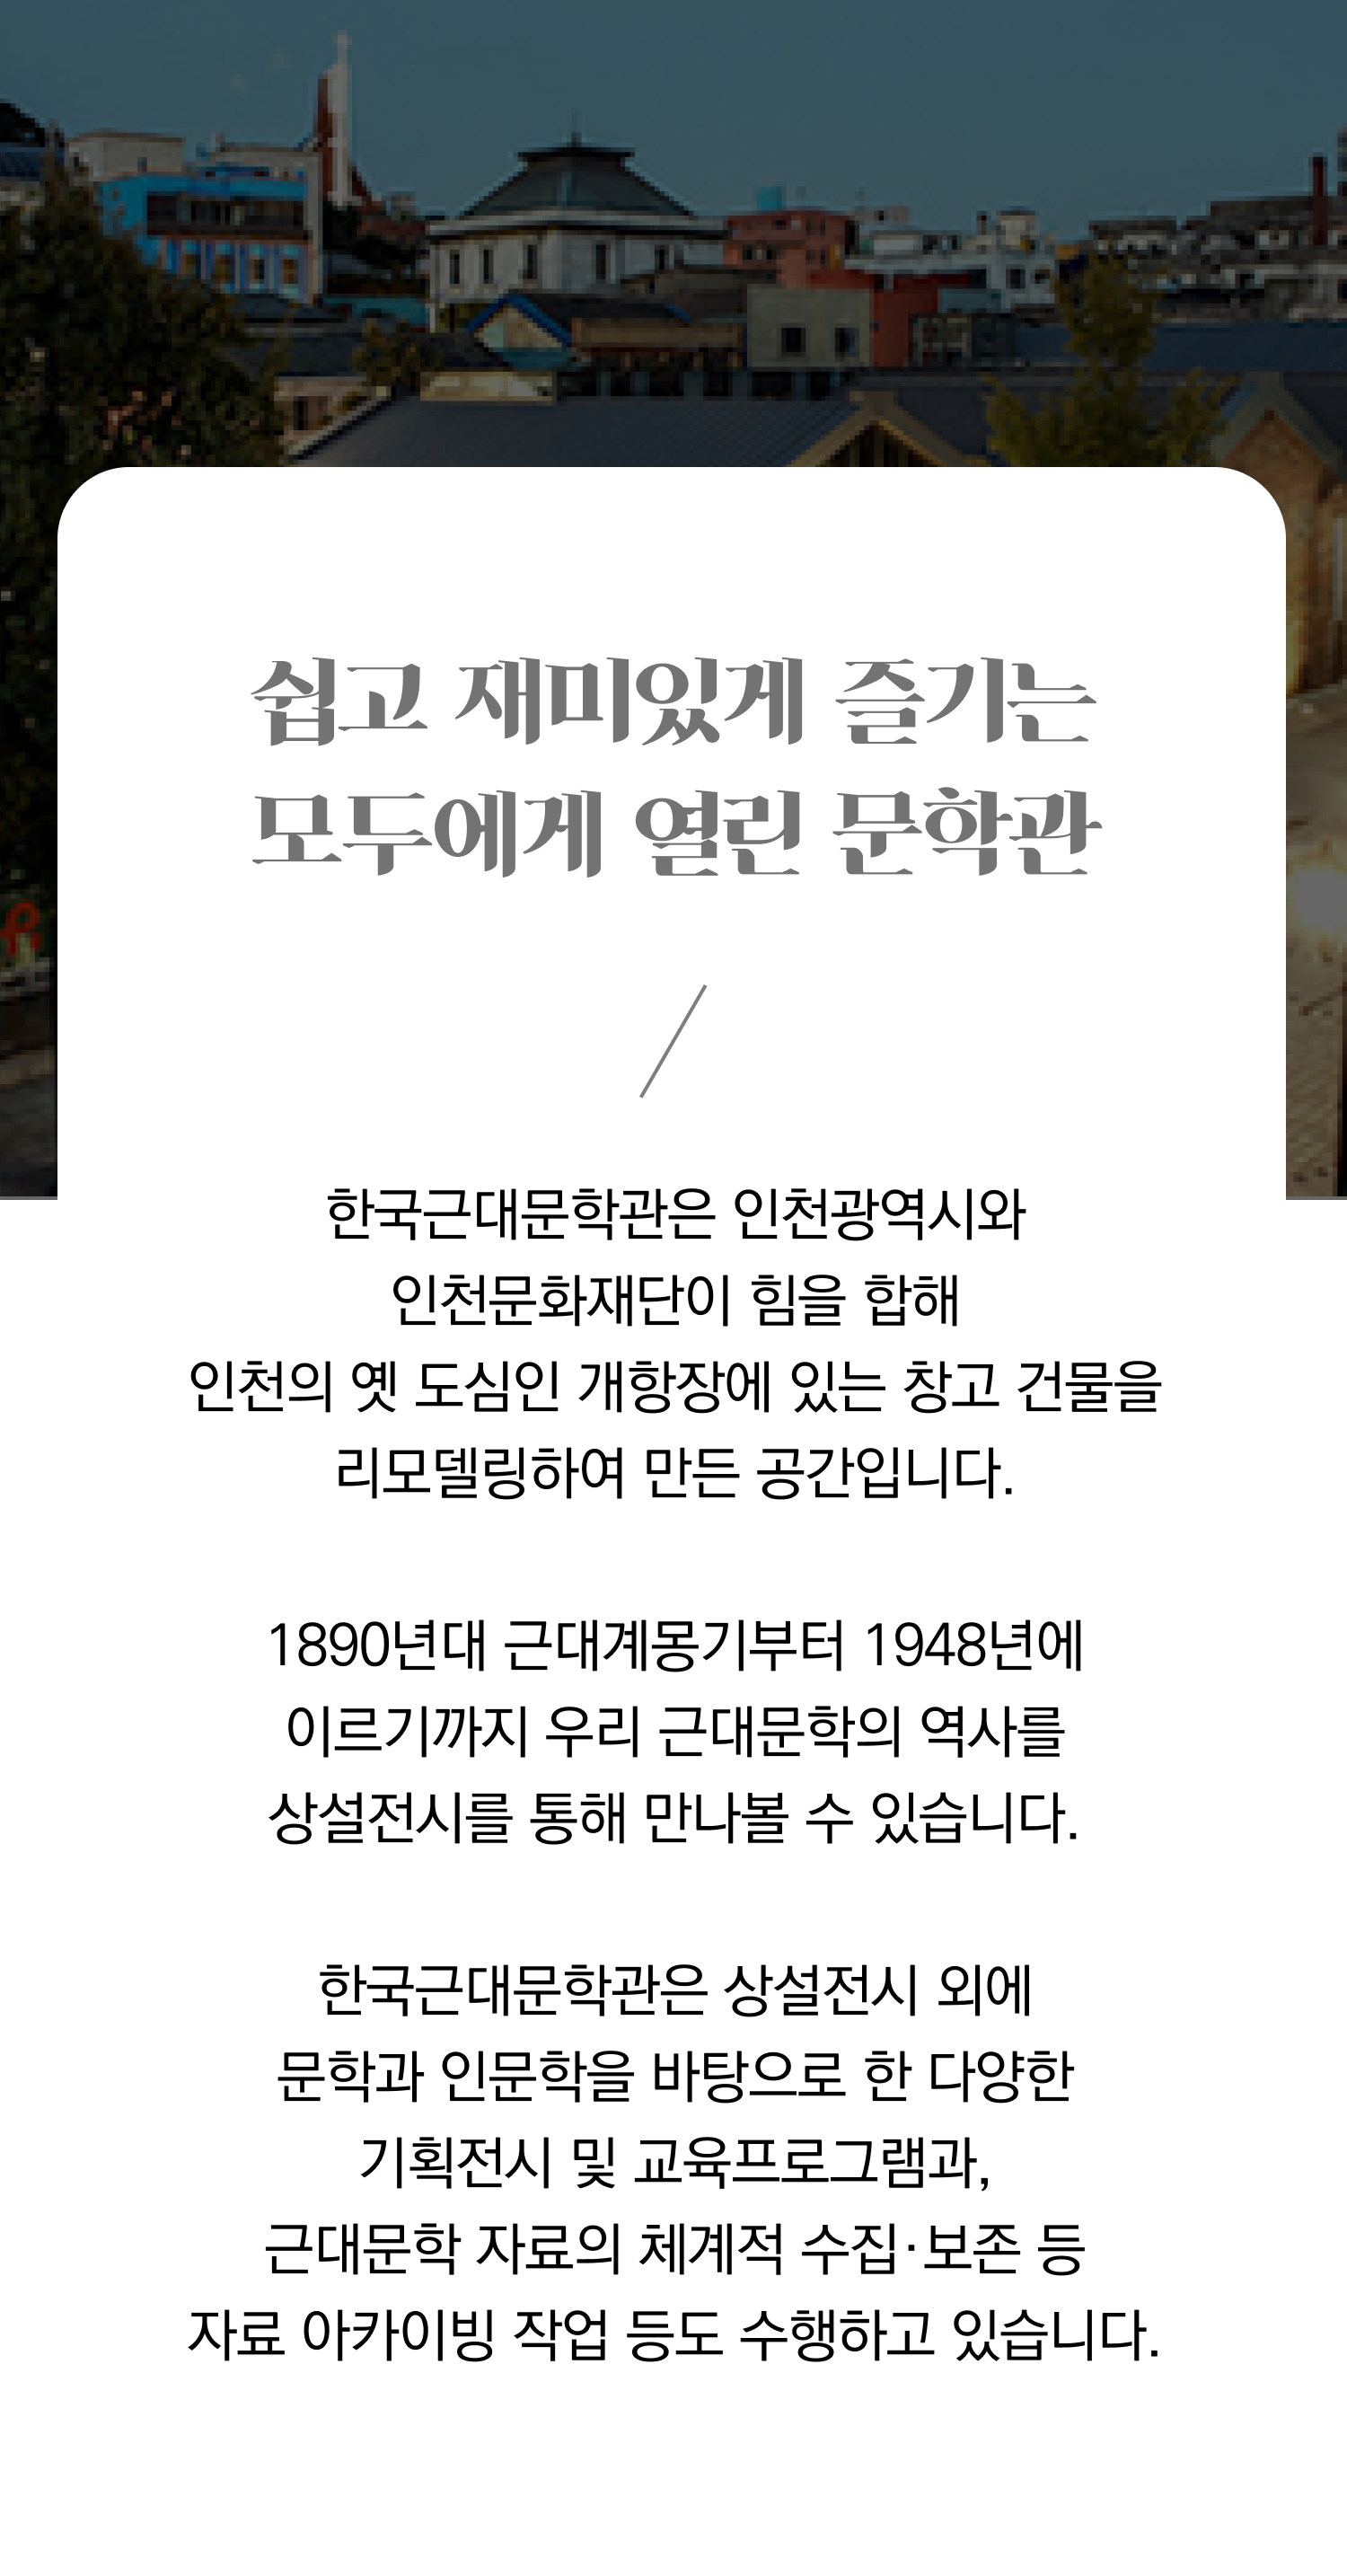 쉽고 재미있게 즐기는
모두에게 열린 문학관
한국근대문학관은 인천광역시와
인천문화재단이 힘을 합해
인천의 옛 도심인 개항장에 있는 창고 건물을
리모델링하여 만든 공간입니다.
1890년대 근대계몽기부터 1948년에
이르기까지 우리 근대문학의 역사를
상설전시를 통해 만나볼 수 있습니다.
한국근대문학관은 상설전시 외에
문학과 인문학을 바탕으로 한 다양한
기획전시 및 교육프로그램과,
근대문학 자료의 체계적 수집·보존 등
자료 아카이빙 작업 등도 수행하고 있습니다.